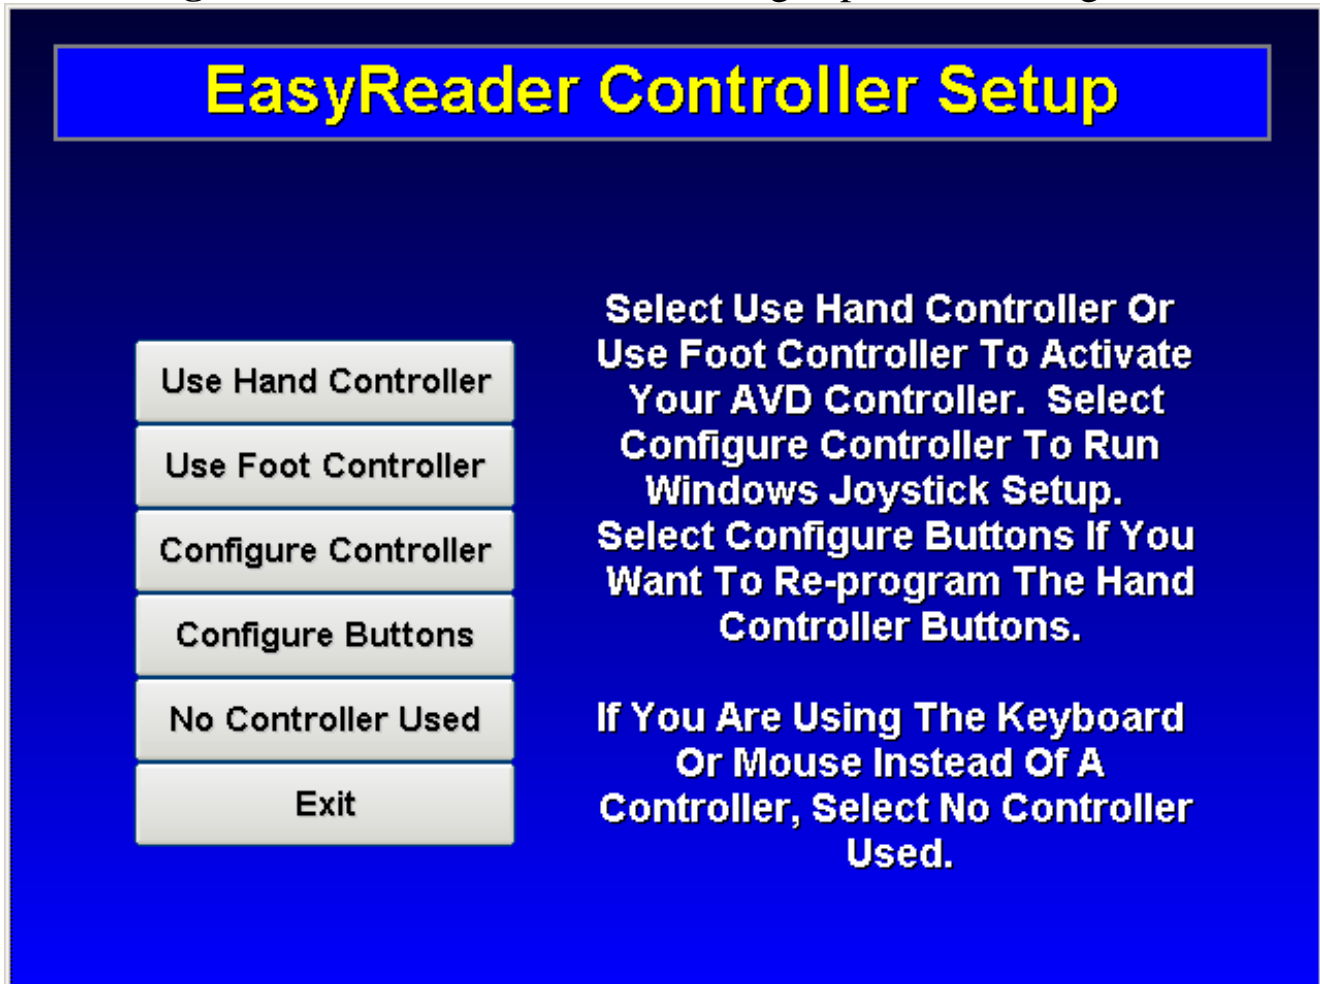 EasyReader Controller Setup
Use Hand Controller
Use Foot Controller
Configure Controller
Configure Buttons
No Controller Used
Exit
Select Use Hand Controller Or
Use Foot Controller To Activate
Your AVD Controller.  Select
Configure Controller To Run
Windows Joystick Setup.
Select Configure Buttons If You
Want To Re-program The Hand
Controller Buttons.
If You Are Using The Keyboard
Or Mouse Instead Of A
Controller, Select No Controller
Used.